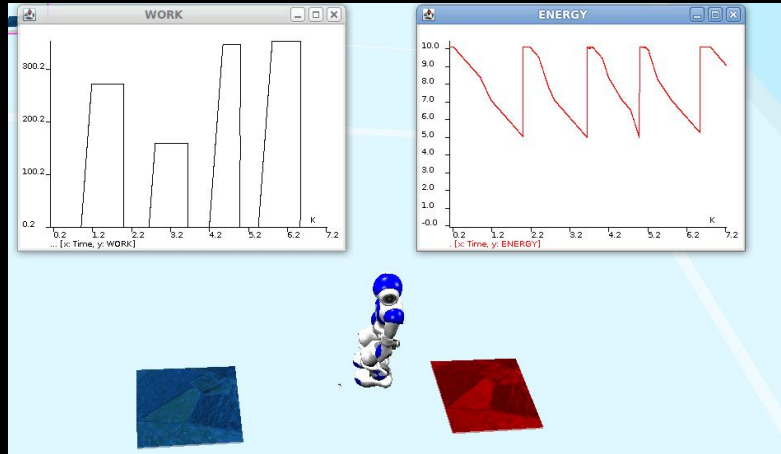 WORK
300.2
200.2
100.2
0.2
K
0.2 1.2 2.2 3.2 4.2 5.2 6.2 7.2
... [x: Time, y: WORK]
ENERGY
10.0
9.0
8.0
7.0
6.0
5.0
4.0
3.0
2.0
1.0
-0.0
K
0.2 1.2 2.2 3.2 4.2 5.2 6.2 7.2
. [x: Time, y: ENERGY]